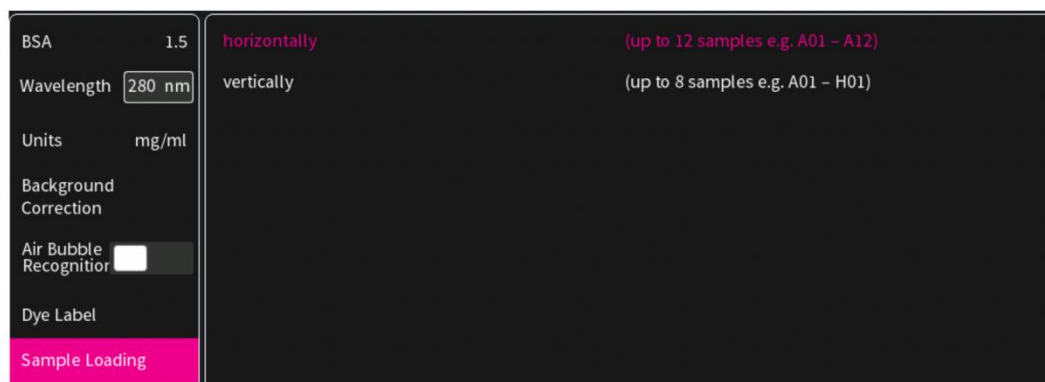 BSA 1.5
Wavelength 280 nm
Units mg/ml
Background
Correction
Air Bubble
Recognition
Dye Label
Sample Loading
horizontally (up to 12 samples e.g. A01 – A12)
vertically (up to 8 samples e.g. A01 – H01)